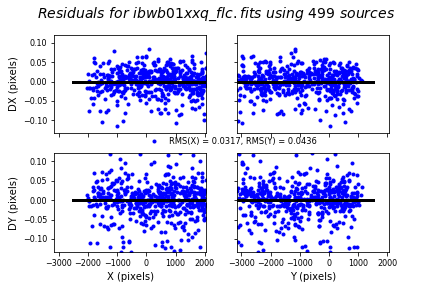 Residuals for ibwb01xxq_flc.fits using 499 sources
DX (pixels)
0.10
0.05
0.00
−0.05
−0.10
RMS(X) = 0.0317, RMS(Y) = 0.0436
DY (pixels)
0.10
0.05
0.00
−0.05
−0.10
−3000 −2000 −1000 0 1000 2000
−3000 −2000 −1000 0 1000 2000
X (pixels)
Y (pixels)